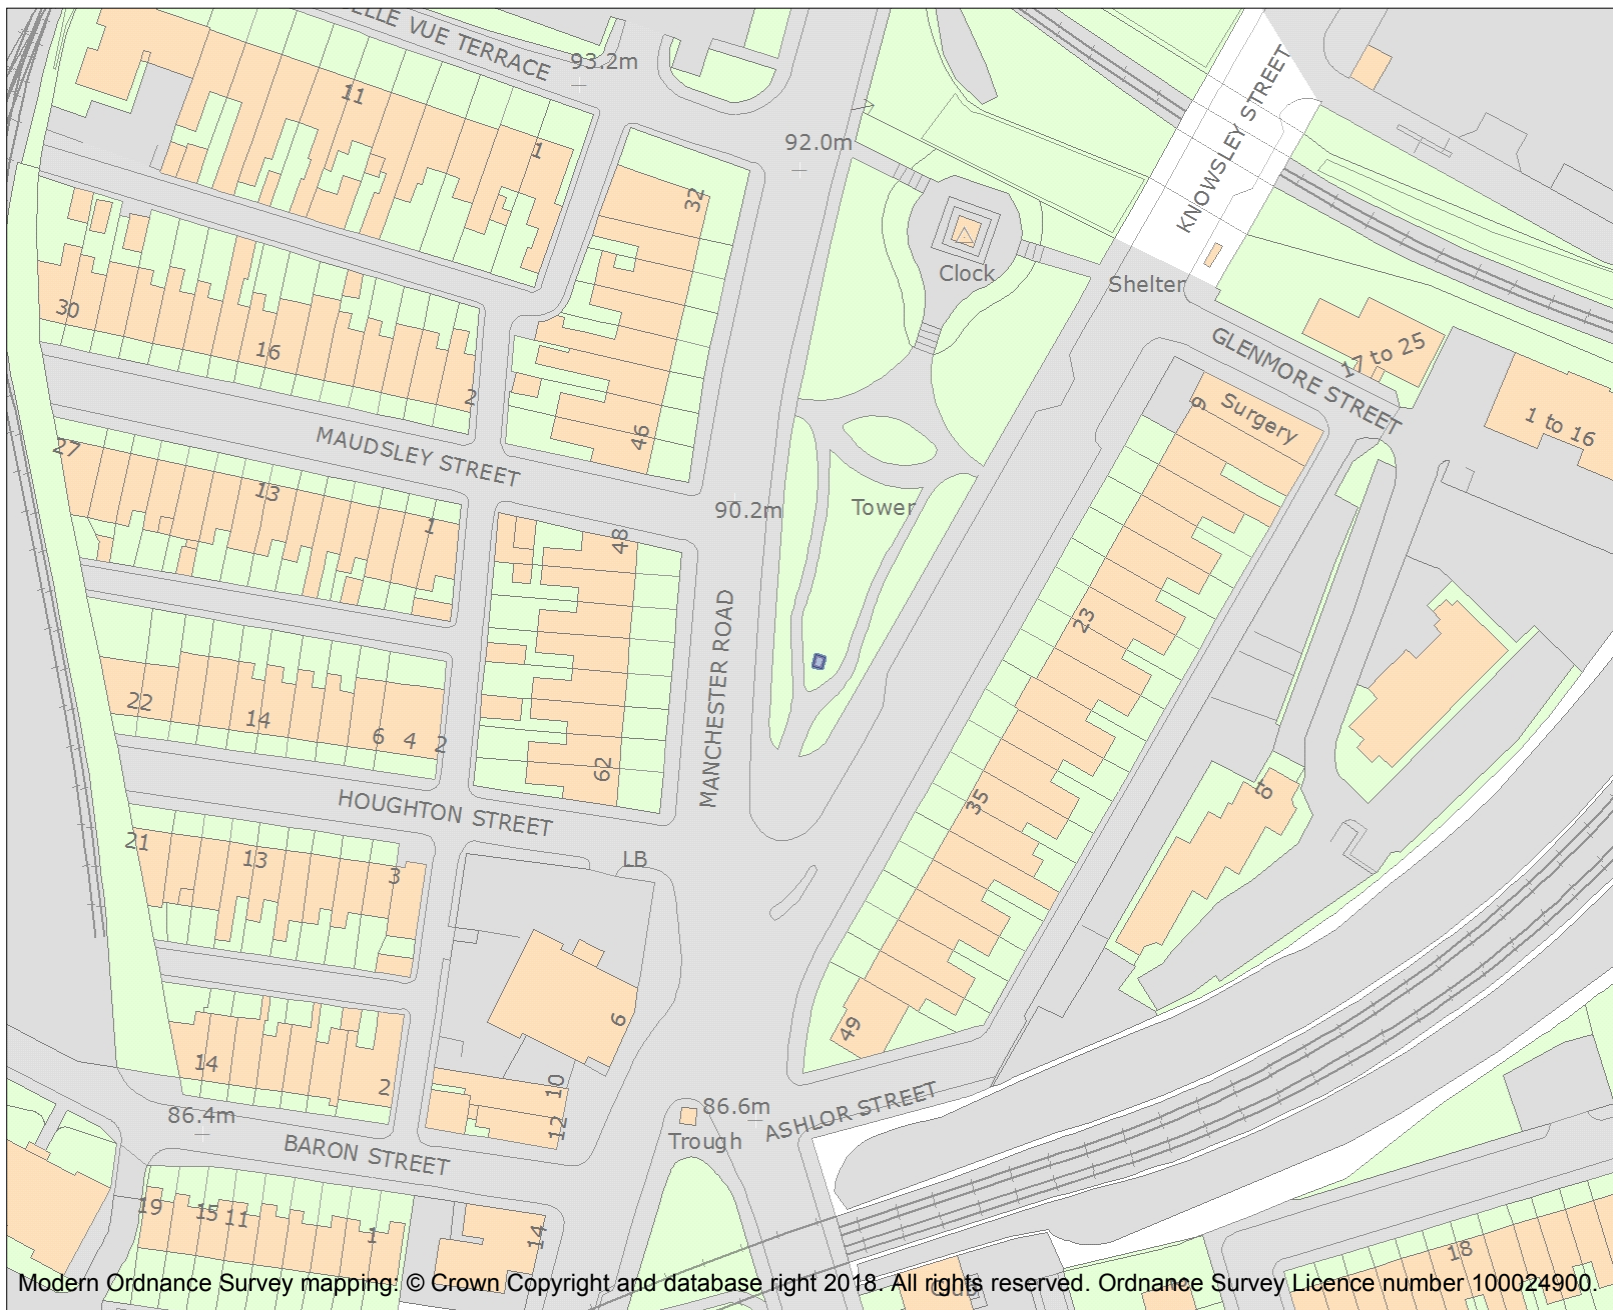 ELLE VUE TERRACE
93.2m
KNOWSLEY STREET
11
1
92.0m
32
Clock
Shelter
30
16
2
GLENMORE STREET
17 to 25
1 to 16
9
Surgery
46
MAUDSLEY STREET
27
13
1
48
90.2m
Tower
MANCHESTER ROAD
23
22
14
6
4
2
62
35
to
HOUGHTON STREET
21
13
3
LB
6
49
14
2
10
12
86.4m
86.6m
ASHLOR STREET
Trough
BARON STREET
19
15
11
1
14
18
Club
Modern Ordnance Survey mapping: © Crown Copyright and database right 2018. All rights reserved. Ordnance Survey Licence number 100024900.